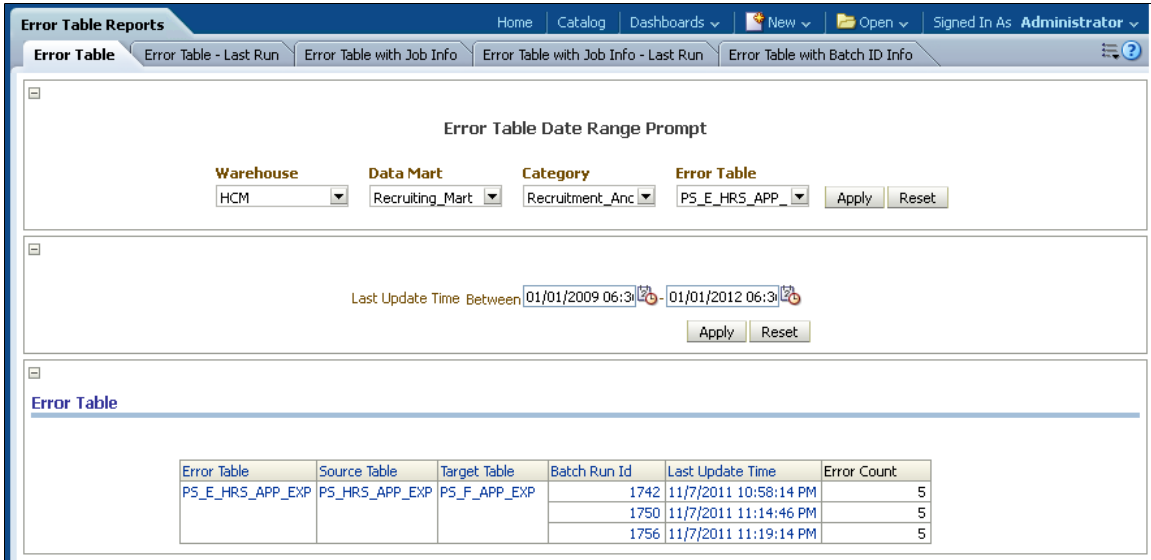 Error Table Reports Home Catalog Dashboards New Open Signed In As Administrator
Error Table Error Table - Last Run Error Table with Job Info Error Table with Job Info - Last Run Error Table with Batch ID Info
Error Table Date Range Prompt
Warehouse Data Mart Category Error Table
HCM Recruiting_Mart Recruitment_Anc PS_E_HRS_APP_ Apply Reset
Last Update Time Between 01/01/2009 06:3 - 01/01/2012 06:3
Apply Reset
Error Table
Error Table Source Table Target Table Batch Run Id Last Update Time Error Count
PS_E_HRS_APP_EXP PS_HRS_APP_EXP PS_F_APP_EXP 1742 11/7/2011 10:58:14 PM 5
1750 11/7/2011 11:14:46 PM 5
1756 11/7/2011 11:19:14 PM 5